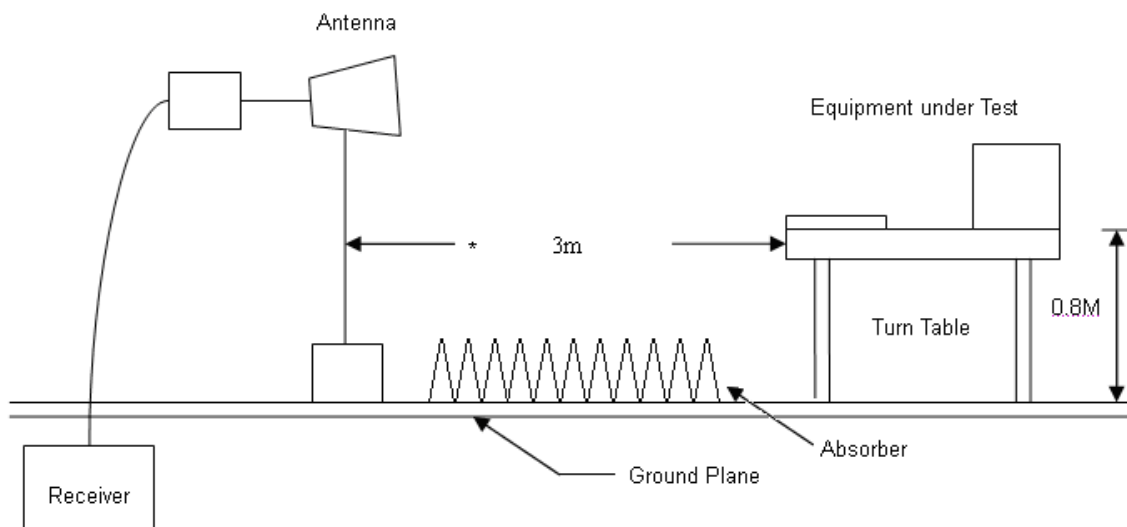 Antenna
Equipment under Test
* 3m
0.8M
Turn Table
Absorber
Ground Plane
Receiver